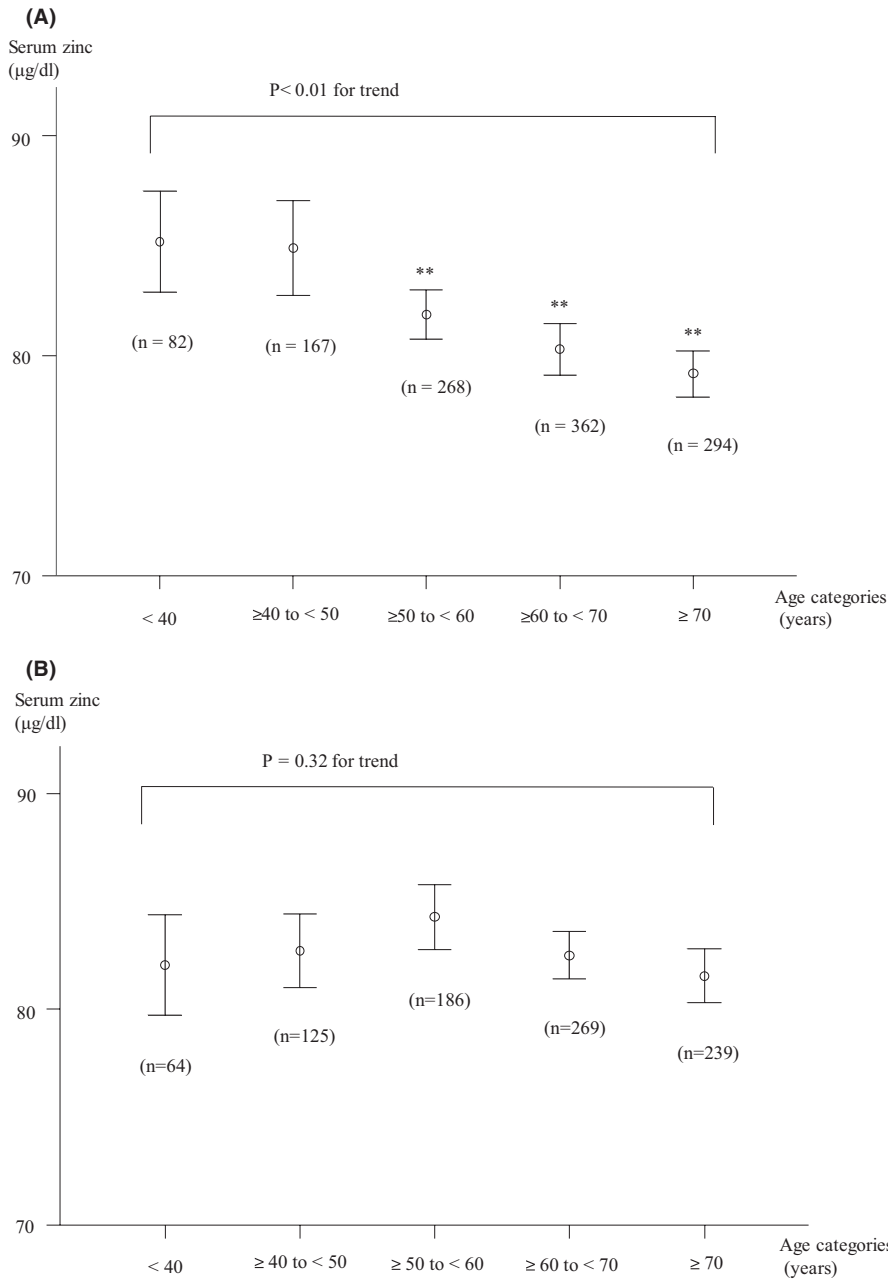 (A)
Serum zinc
(µg/dl)
P< 0.01 for trend
90
**
**
(n = 82)
(n = 167)
**
80
(n = 268)
(n = 362)
(n = 294)
70
< 40
≥40 to < 50
≥50 to < 60
≥60 to < 70
≥ 70
Age categories
(years)
(B)
Serum zinc
(µg/dl)
P = 0.32 for trend
90
80
(n=186)
(n=125)
(n=269)
(n=64)
(n=239)
70
< 40
≥ 40 to < 50
≥ 50 to < 60
≥ 60 to < 70
≥ 70
Age categories
(years)